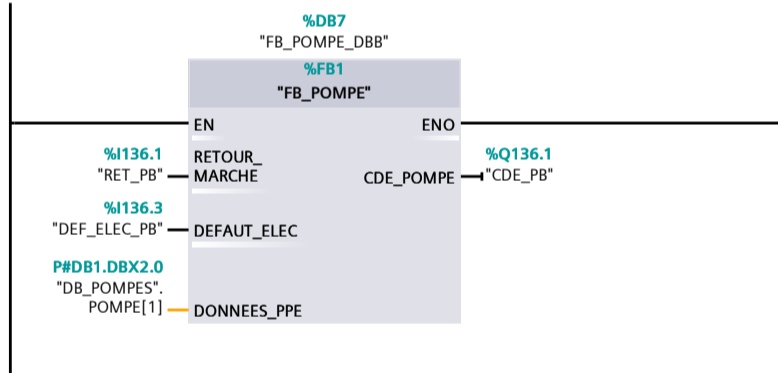 %DB7
"FB_POMPE_DBB"
%FB1
"FB_POMPE"
EN
ENO
%I136.1
"RET_PB"
RETOUR_
MARCHE
%Q136.1
CDE_POMPE
"CDE_PB"
%I136.3
"DEF_ELEC_PB"
DEFAUT_ELEC
P#DB1.DBX2.0
"DB_POMPES".
POMPE[1]
DONNEES_PPE